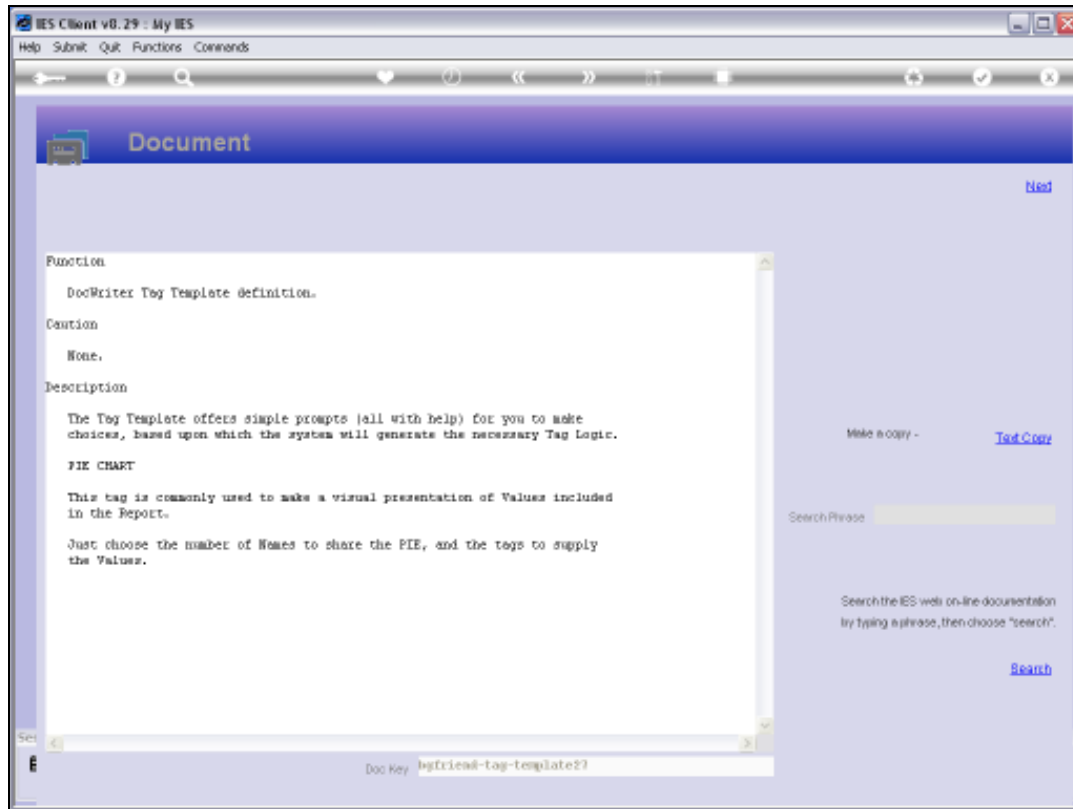 IES Client v8.29 : My IES
Help Submit Quit Functions Commands
Document
Next
Function
DocWriter Tag Template definition.
Caution
None.
Description
The Tag Template offers simple prompts (all with help) for you to make
choices, based upon which the system will generate the necessary Tag Logic.
PIE CHART
This tag is commonly used to make a visual presentation of Values included
in the Report.
Just choose the number of Names to share the PIE, and the tags to supply
the Values.
Make a copy -
Text Copy
Search Phrase
Search the IES web on-line documentation
by typing a phrase, then choose "search".
Search
Ses
Doc Key